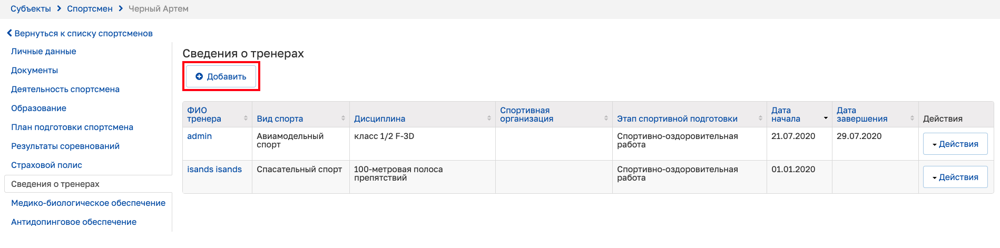 Субъекты > Спортсмен > Черный Артем
Вернуться к списку спортсменов
Личные данные
Документы
Деятельность спортсмена
Образование
План подготовки спортсмена
Результаты соревнований
Страховой полис
Сведения о тренерах
Медико-биологическое обеспечение
Антидопинговое обеспечение
Сведения о тренерах
Добавить
ФИО
тренера
Вид спорта
Дисциплина
Спортивная
организация
Этап спортивной подготовки
Дата
начала
Дата
завершения
Действия
admin
Авиамодельный
спорт
класс 1/2 F-3D
Спортивно-оздоровительная
работа
21.07.2020
29.07.2020
Действия
isands isands
Спасательный спорт
100-метровая полоса
препятствий
Спортивно-оздоровительная
работа
01.01.2020
Действия